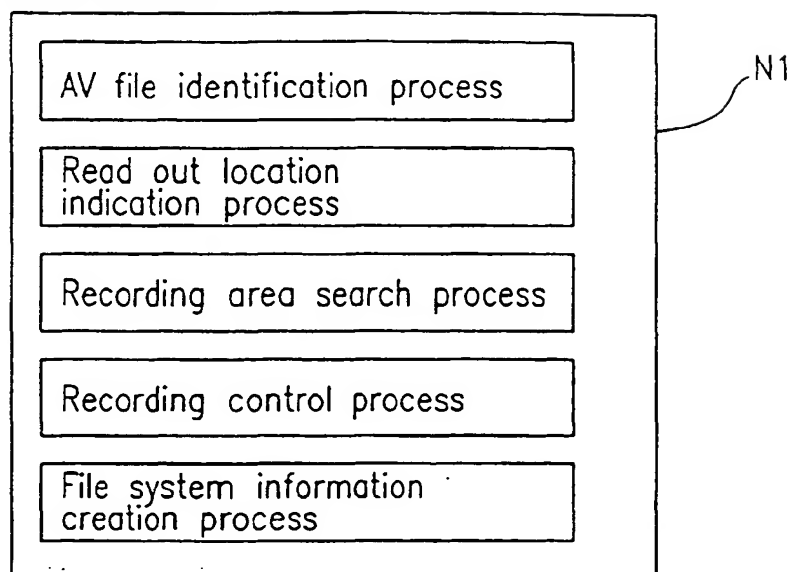 AV file identification process
N1
Read out location
indication process
Recording area search process
Recording control process
File system information
creation process